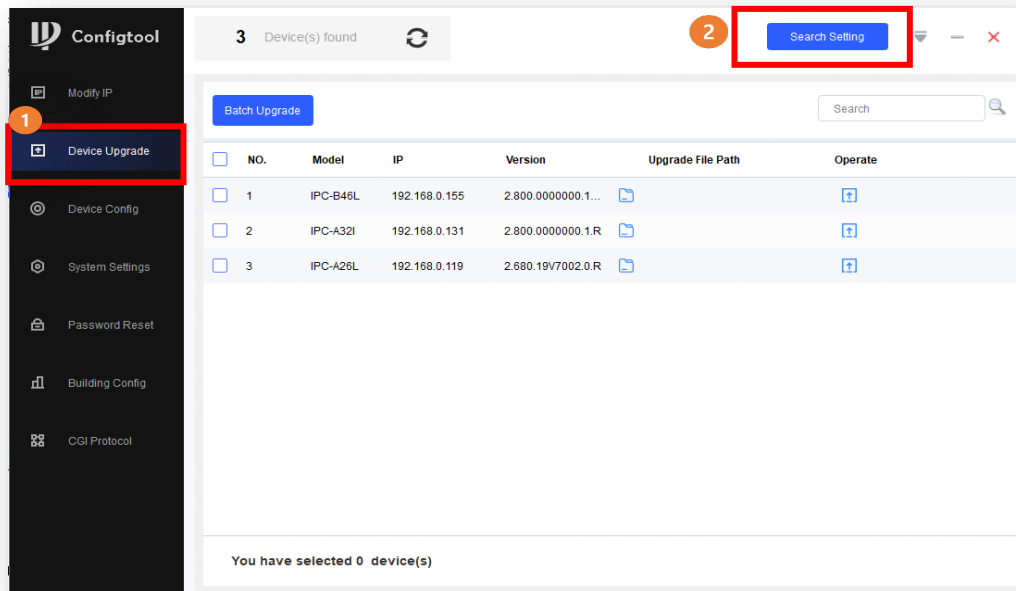 Configtool
3 Device(s) found
2
Search Setting
Modify IP
1
Device Upgrade
Device Config
System Settings
Password Reset
Building Config
CGI Protocol
Batch Upgrade
Search
NO. Model IP Version Upgrade File Path Operate
1 IPC-B46L 192.168.0.155 2.800.0000000.1...
2 IPC-A32I 192.168.0.131 2.800.0000000.1.R
3 IPC-A26L 192.168.0.119 2.680.19V7002.0.R
You have selected 0 device(s)